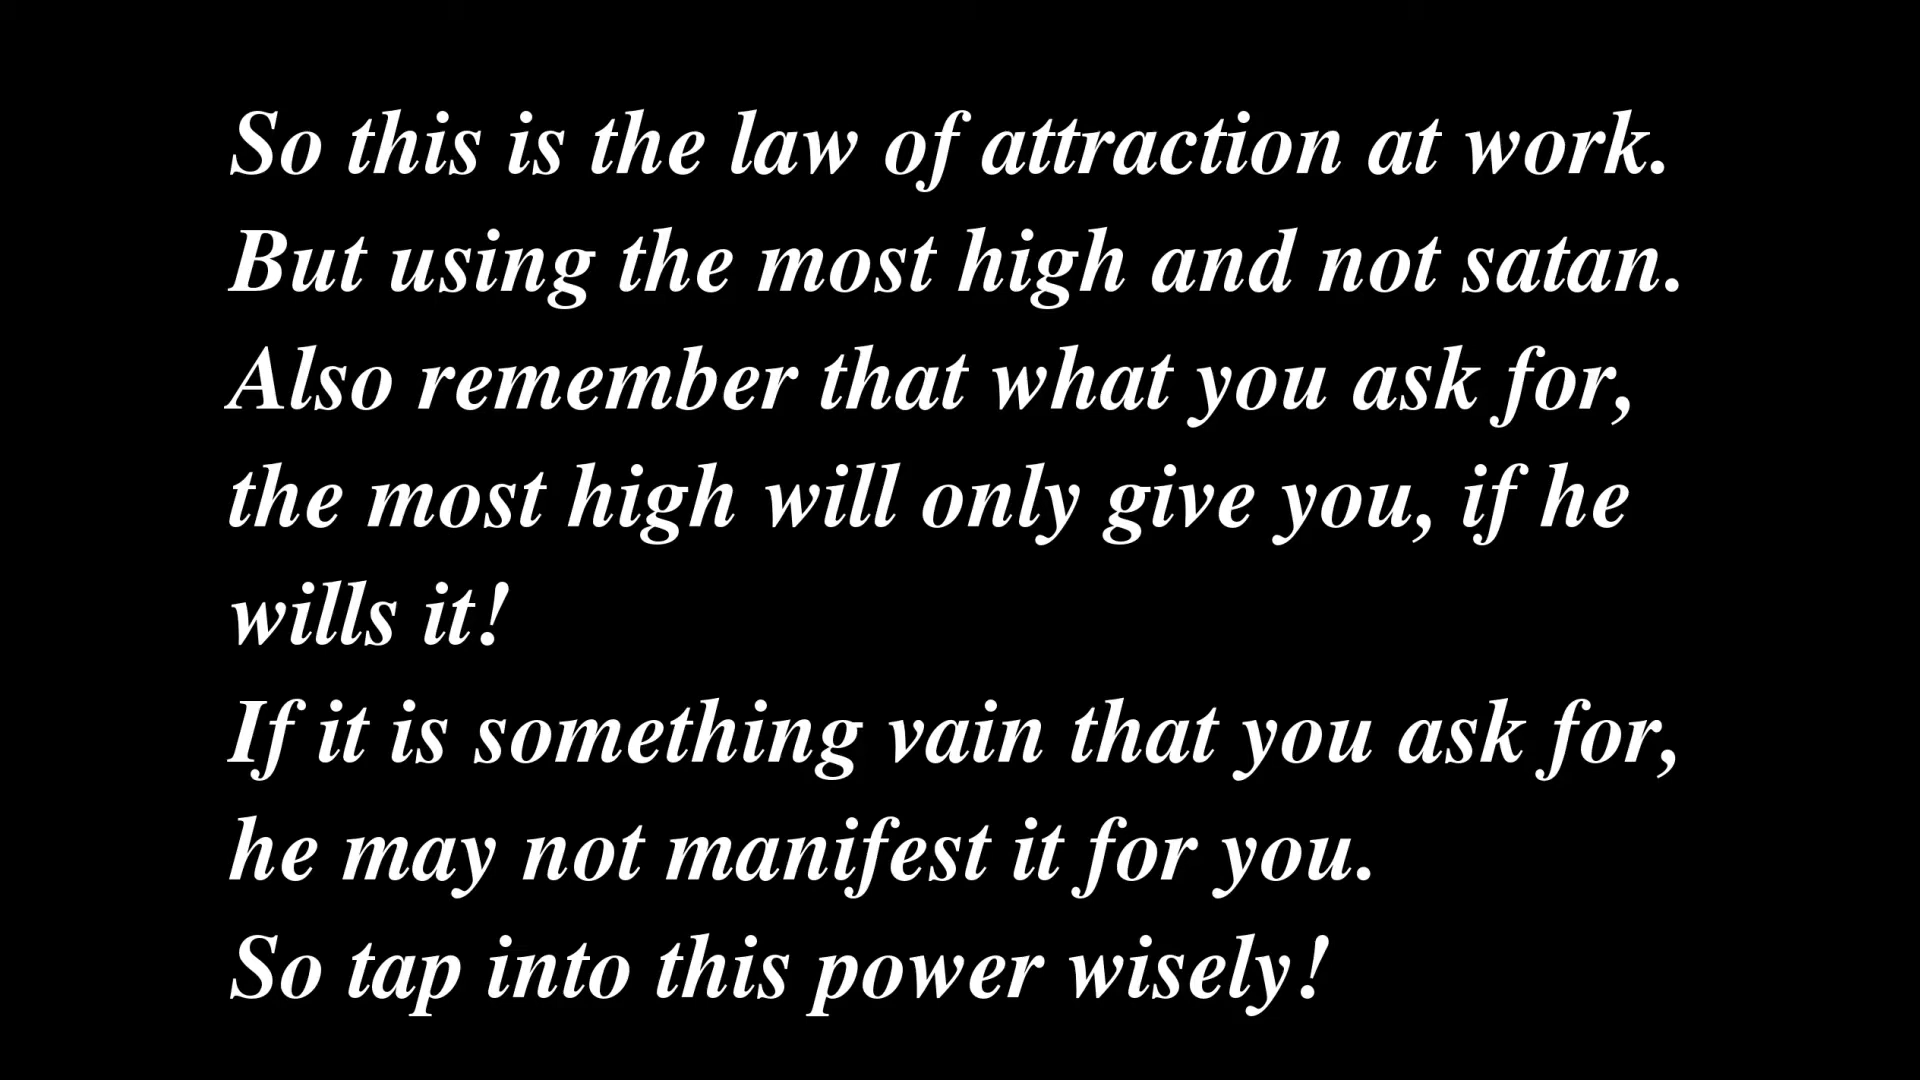 So this is the law of attraction at work.
But using the most high and not satan.
Also remember that what you ask for,
the most high will only give you, if he
wills it!
If it is something vain that you ask for,
he may not manifest it for you.
So tap into this power wisely!